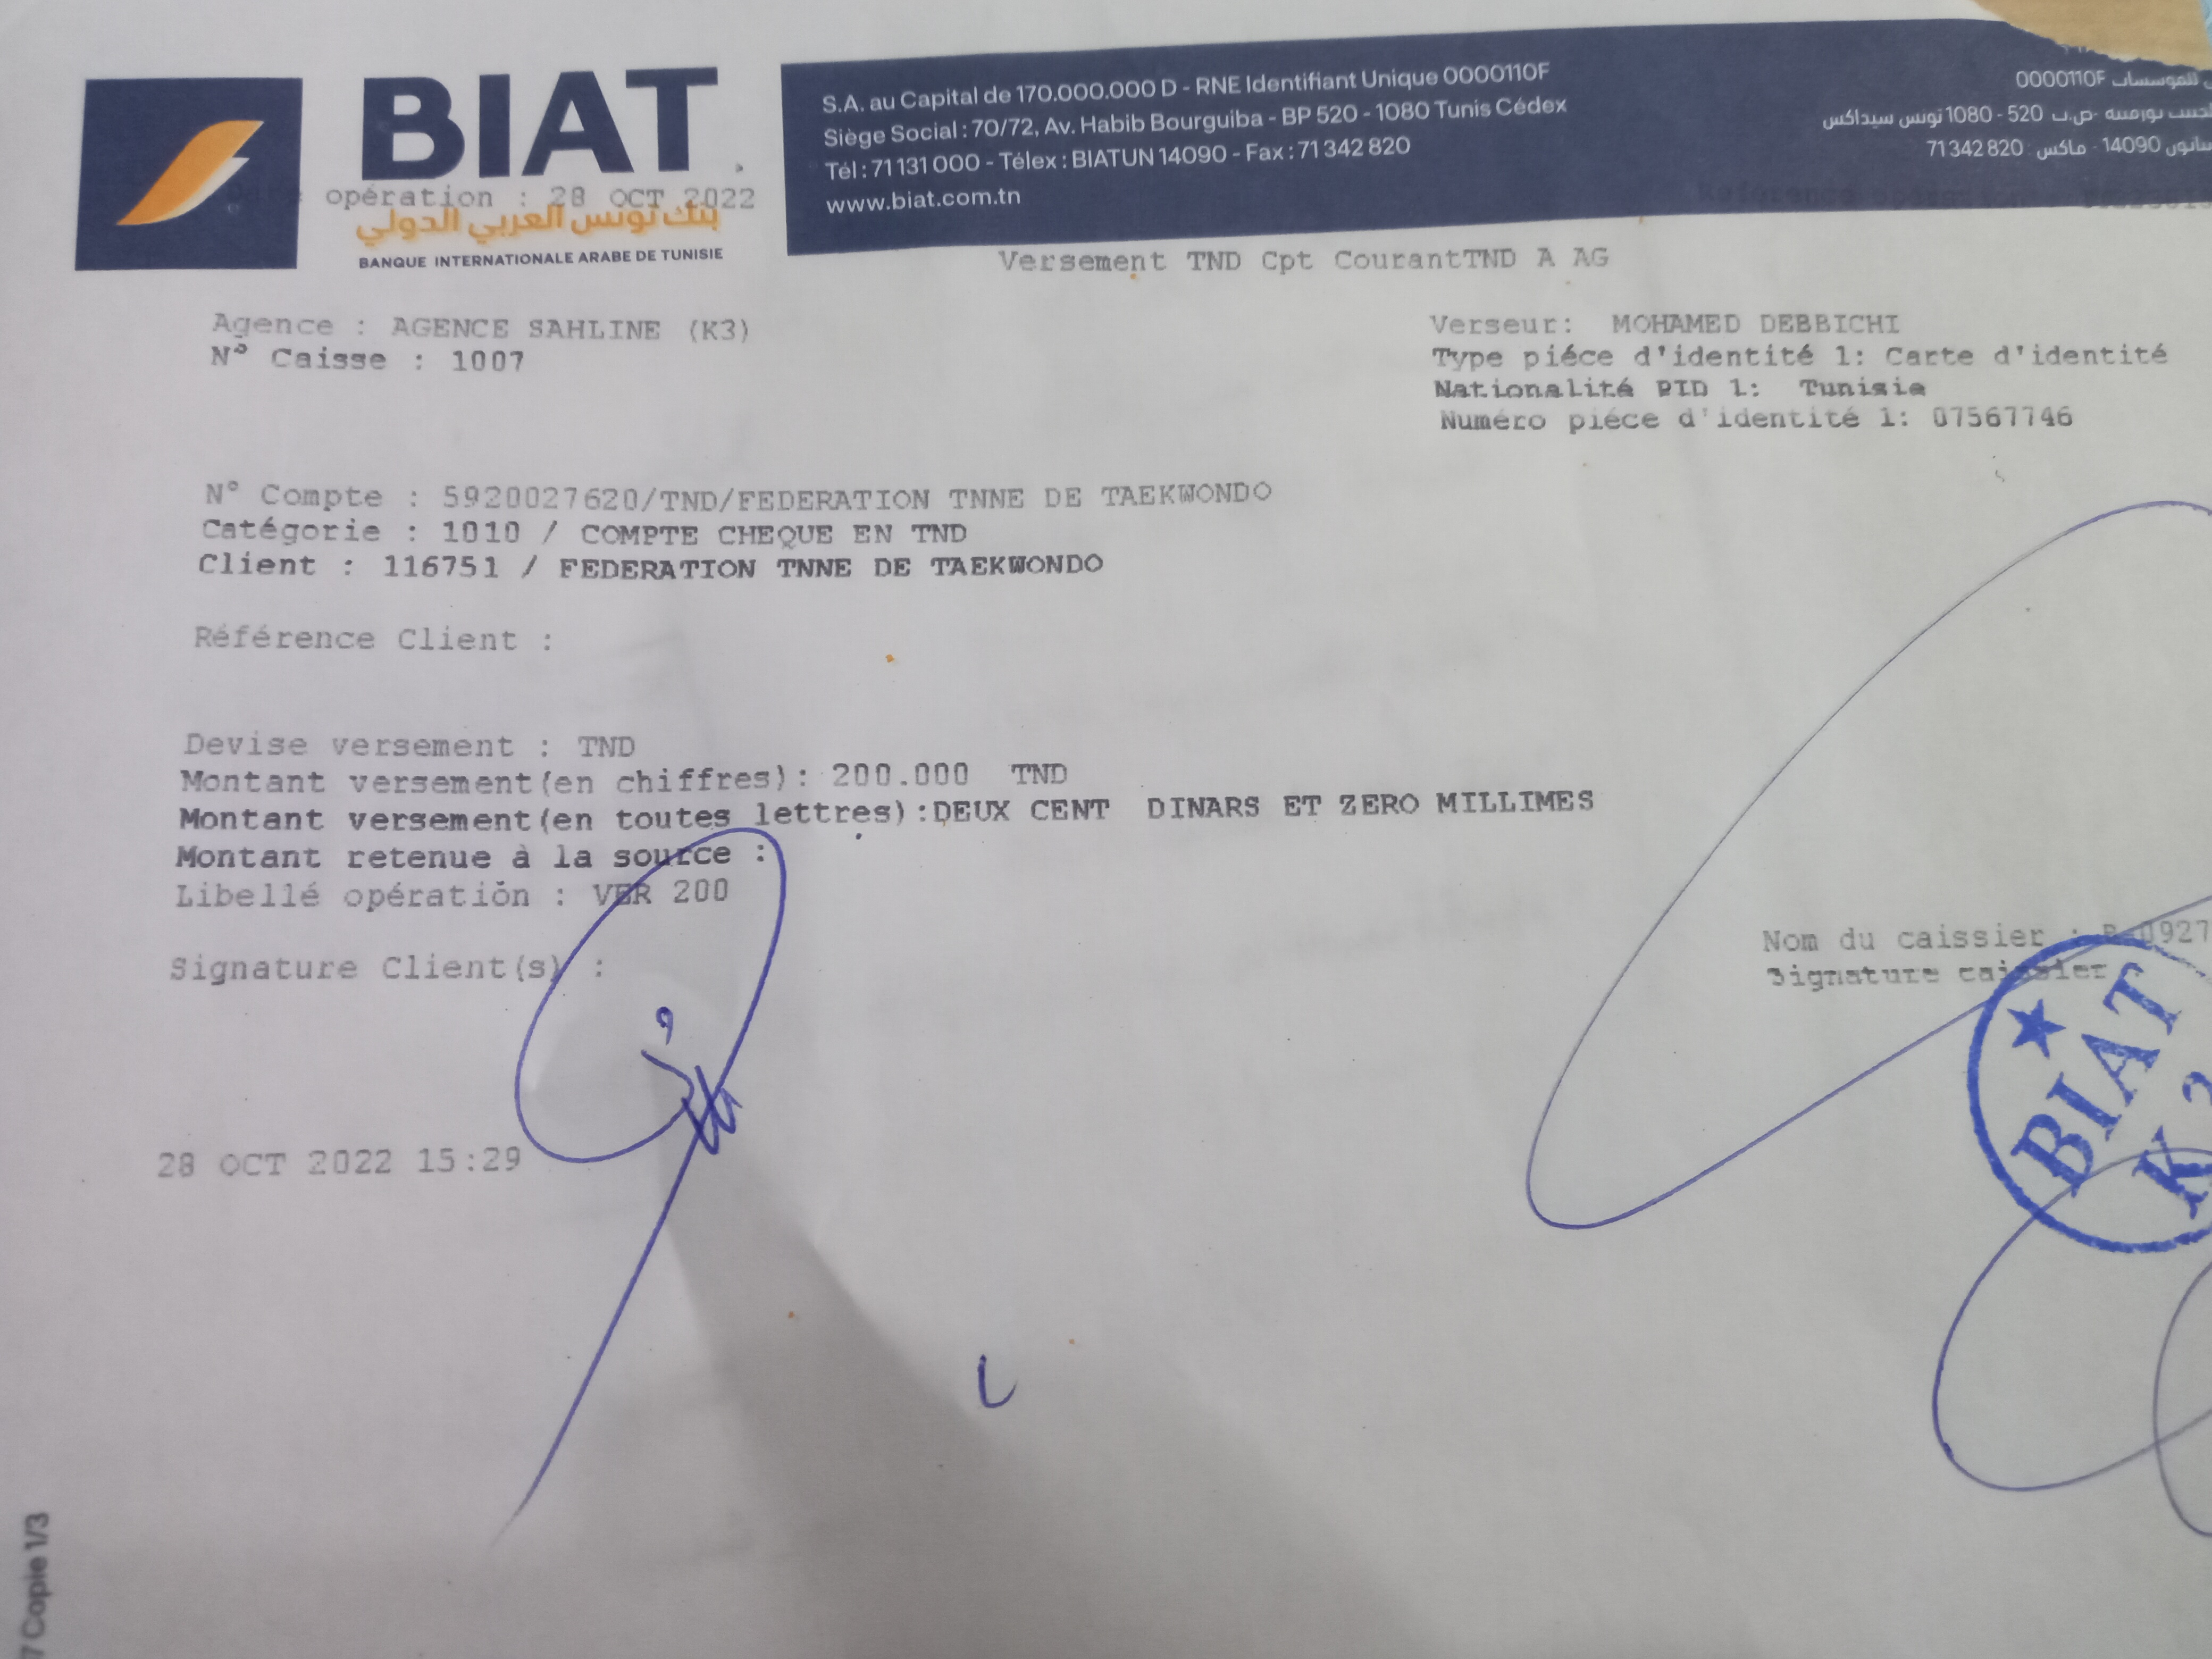 BIAT
بنك تونس العربي الدولي
BANQUE INTERNATIONALE ARABE DE TUNISIE
S.A. au Capital de 170.000.000 D - RNE Identifiant Unique 0000110F
Siège Social : 70/72, Av. Habib Bourguiba - BP 520 - 1080 Tunis Cédex
Tél : 71 131 000 - Télex : BIATUN 14090 - Fax : 71 342 820
www.biat.com.tn
للمؤسسات 0000110F
ص.ب 520 - 1080 تونس سيداكس
14090 - فاكس 71 342 820
opération : 28 OCT 2022
Versement TND Cpt CourantTND A AG
Agence : AGENCE SAHLINE (K3)
N° Caisse : 1007
Verseur: MOHAMED DEBBICHI
Type piéce d'identité 1: Carte d'identité
Nationalité PID 1: Tunisie
Numéro piéce d'identité 1: 07567746
N° Compte : 5920027620/TND/FEDERATION TNNE DE TAEKWONDO
Catégorie : 1010 / COMPTE CHEQUE EN TND
Client : 116751 / FEDERATION TNNE DE TAEKWONDO
Référence Client :
Devise versement : TND
Montant versement(en chiffres): 200.000 TND
Montant versement(en toutes lettres):DEUX CENT DINARS ET ZERO MILLIMES
Montant retenue à la source :
Libellé opération : VER 200
Signature Client(s) :
Nom du caissier :
Signature caissier
BIAT
28 OCT 2022 15:29
Copie 1/3